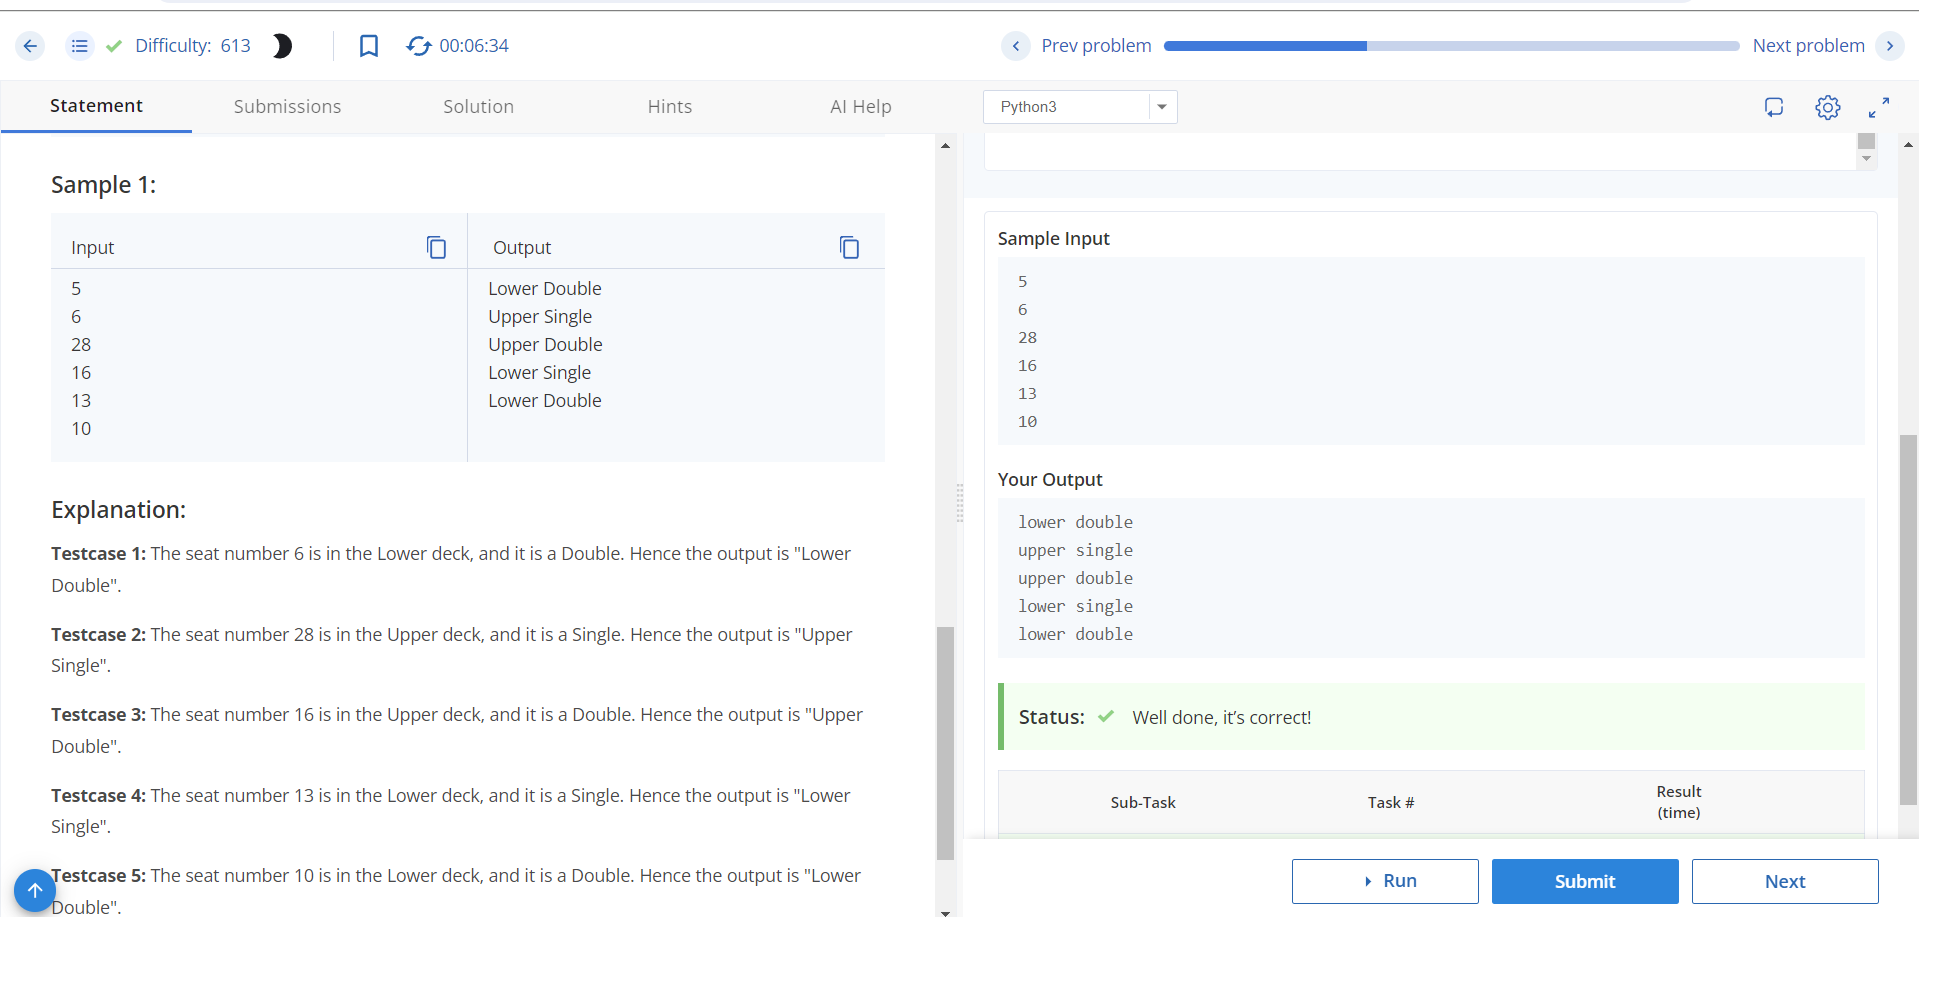 Difficulty: 613
00:06:34
Prev problem
Next problem
Statement
Submissions
Solution
Hints
AI Help
Python3
Sample 1:
Input
Output
5
6
28
16
13
10
Lower Double
Upper Single
Upper Double
Lower Single
Lower Double
Explanation:
Testcase 1: The seat number 6 is in the Lower deck, and it is a Double. Hence the output is "Lower
Double".
Testcase 2: The seat number 28 is in the Upper deck, and it is a Single. Hence the output is "Upper
Single".
Testcase 3: The seat number 16 is in the Upper deck, and it is a Double. Hence the output is "Upper
Double".
Testcase 4: The seat number 13 is in the Lower deck, and it is a Single. Hence the output is "Lower
Single".
Testcase 5: The seat number 10 is in the Lower deck, and it is a Double. Hence the output is "Lower
Double".
Sample Input
5
6
28
16
13
10
Your Output
lower double
upper single
upper double
lower single
lower double
Status: Well done, it's correct!
Sub-Task
Task #
Result
(time)
Run
Submit
Next